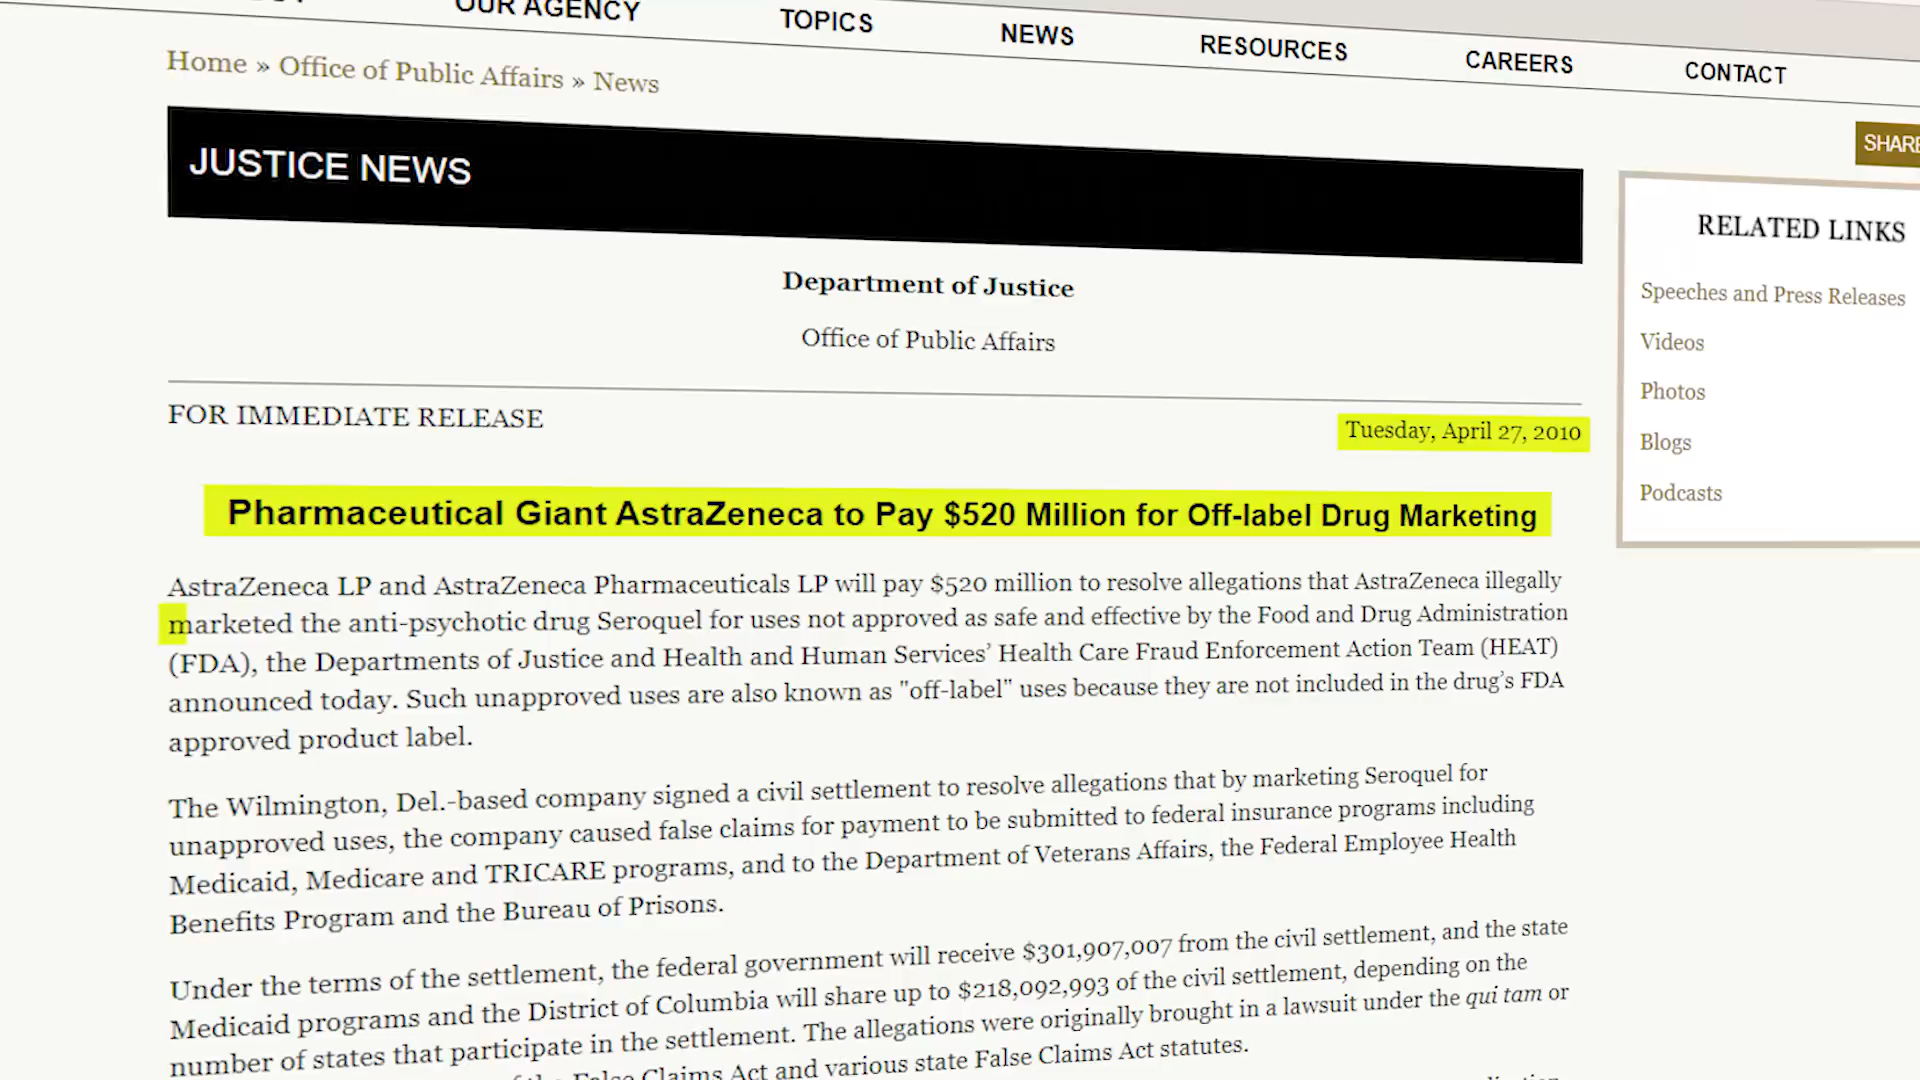 OUR AGENCY
TOPICS
NEWS
RESOURCES
CAREERS
CONTACT
Home » Office of Public Affairs » News
SHARE
JUSTICE NEWS
RELATED LINKS
Speeches and Press Releases
Videos
Photos
Blogs
Podcasts
Department of Justice
Office of Public Affairs
FOR IMMEDIATE RELEASE
Tuesday, April 27, 2010
Pharmaceutical Giant AstraZeneca to Pay $520 Million for Off-label Drug Marketing
AstraZeneca LP and AstraZeneca Pharmaceuticals LP will pay $520 million to resolve allegations that AstraZeneca illegally
marketed the anti-psychotic drug Seroquel for uses not approved as safe and effective by the Food and Drug Administration
(FDA), the Departments of Justice and Health and Human Services’ Health Care Fraud Enforcement Action Team (HEAT)
announced today. Such unapproved uses are also known as "off-label" uses because they are not included in the drug’s FDA
approved product label.
The Wilmington, Del.-based company signed a civil settlement to resolve allegations that by marketing Seroquel for
unapproved uses, the company caused false claims for payment to be submitted to federal insurance programs including
Medicaid, Medicare and TRICARE programs, and to the Department of Veterans Affairs, the Federal Employee Health
Benefits Program and the Bureau of Prisons.
Under the terms of the settlement, the federal government will receive $301,907,007 from the civil settlement, and the state
Medicaid programs and the District of Columbia will share up to $218,092,993 of the civil settlement, depending on the
number of states that participate in the settlement. The allegations were originally brought in a lawsuit under the qui tam or
False Claims Act and various state False Claims Act statutes.